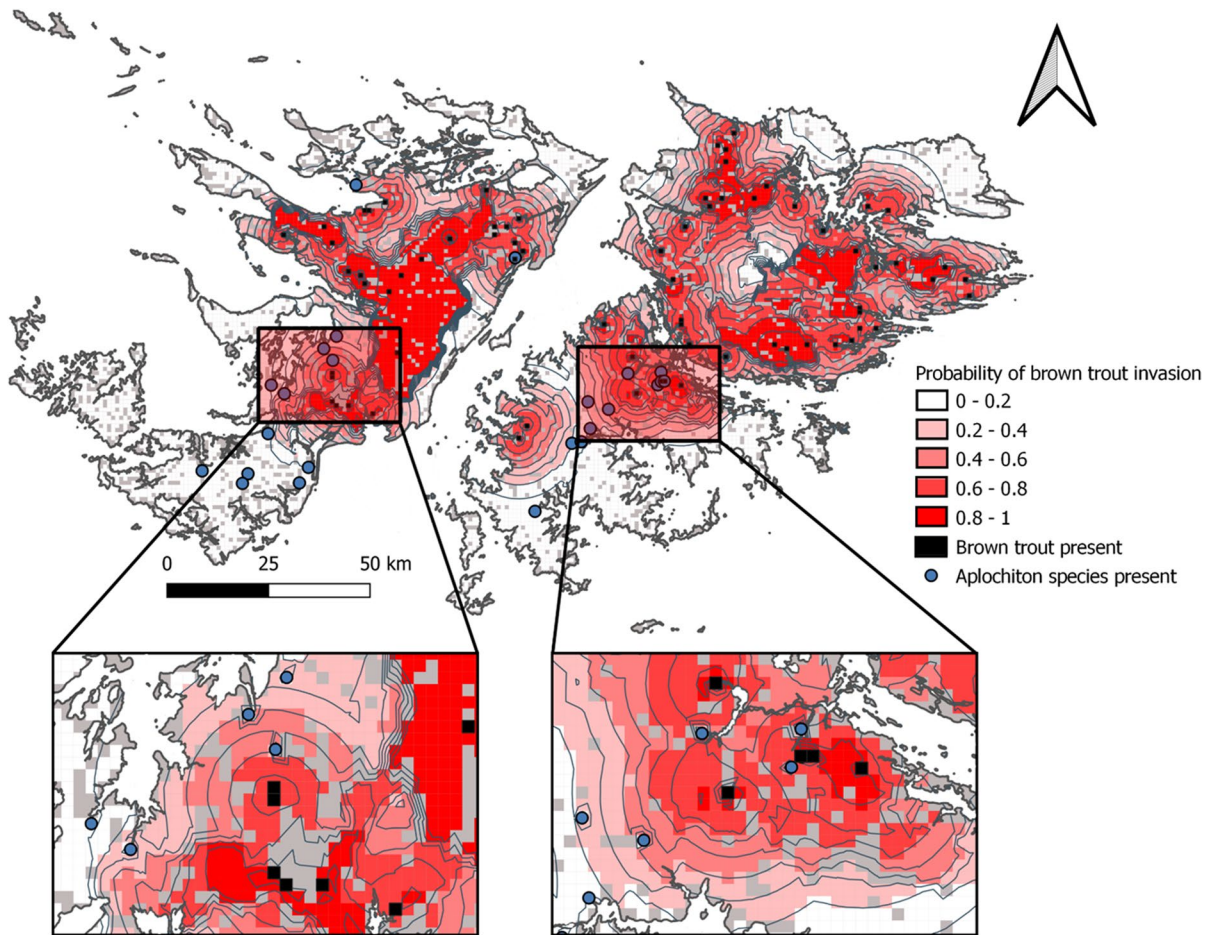 Probability of brown trout invasion
0 - 0.2
0.2 - 0.4
0.4 - 0.6
0.6 - 0.8
0.8 - 1
Brown trout present
Aplochiton species present
0 25 50 km